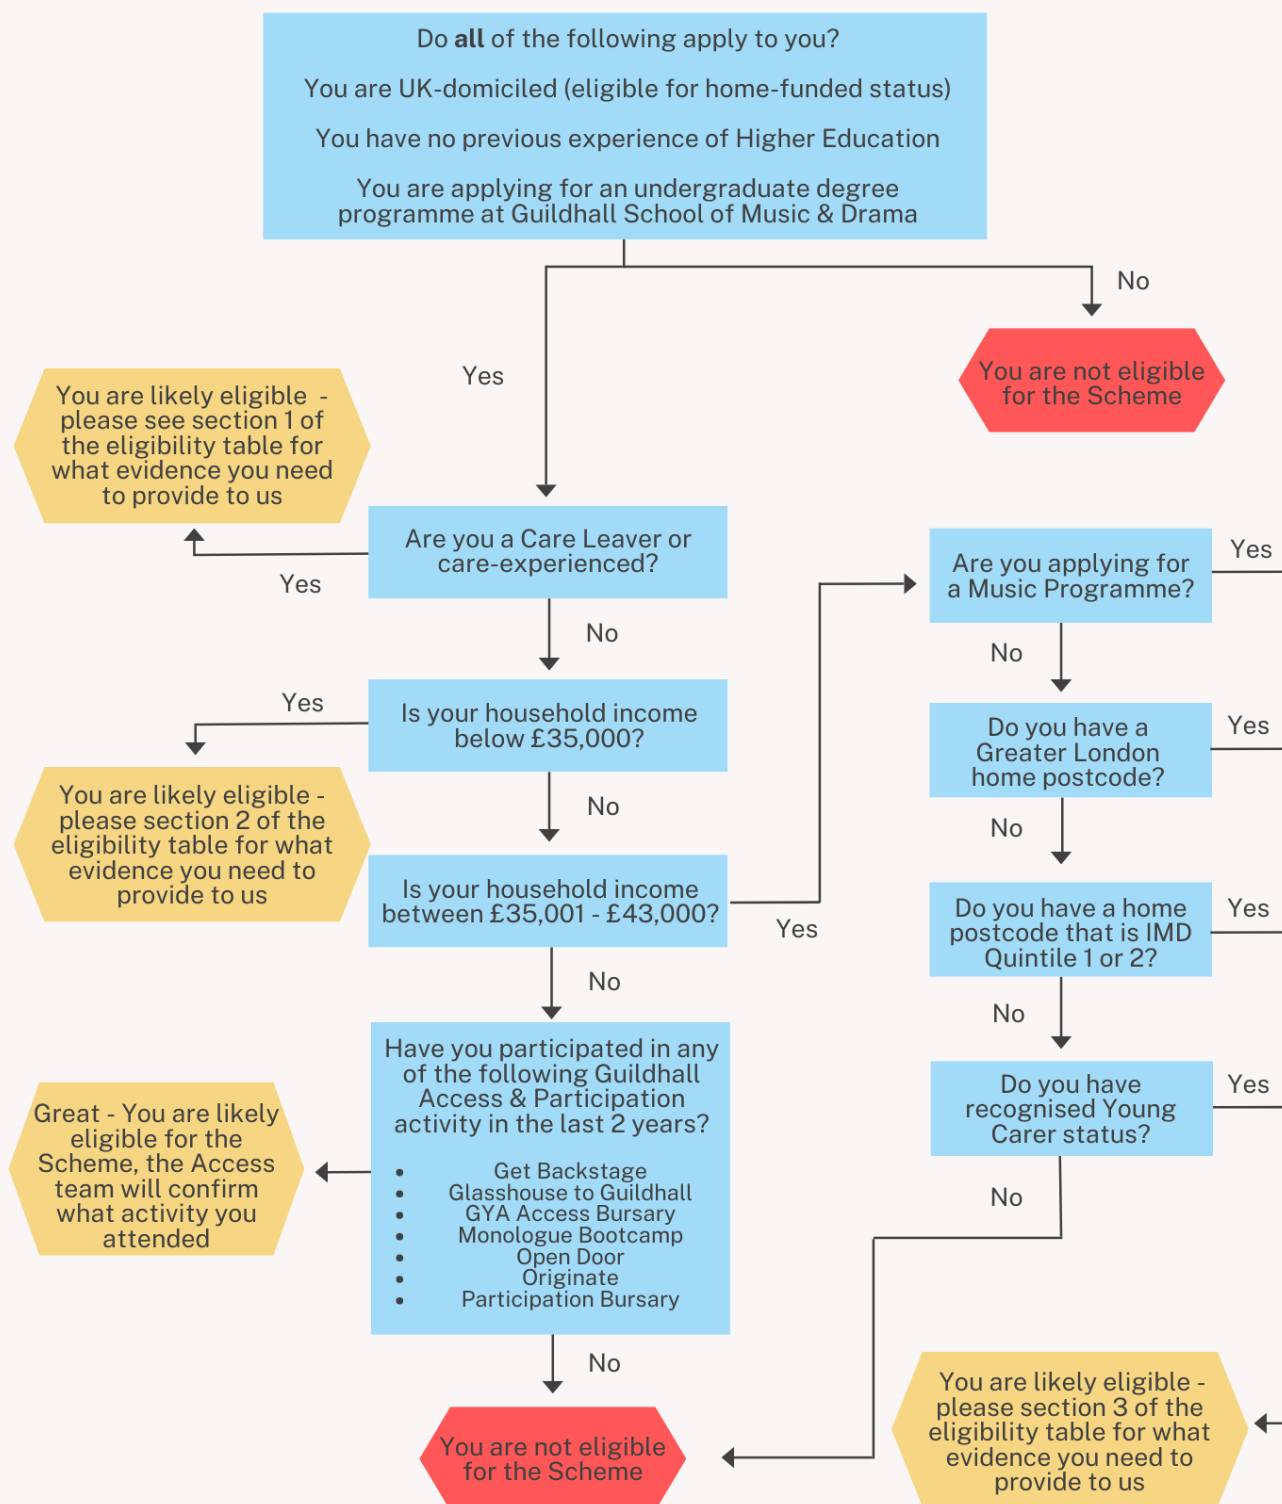 Do all of the following apply to you?
You are UK-domiciled (eligible for home-funded status)
You have no previous experience of Higher Education
You are applying for an undergraduate degree
programme at Guildhall School of Music & Drama
No
You are not eligible
for the Scheme
Yes
You are likely eligible -
please see section 1 of
the eligibility table for
what evidence you need
to provide to us
Are you a Care Leaver or
care-experienced?
Yes
No
Is your household income
below £35,000?
Yes
You are likely eligible -
please section 2 of the
eligibility table for what
evidence you need to
provide to us
No
Is your household income
between £35,001 - £43,000?
Yes
No
Have you participated in any
of the following Guildhall
Access & Participation
activity in the last 2 years?
• Get Backstage
• Glasshouse to Guildhall
• GYA Access Bursary
• Monologue Bootcamp
• Open Door
• Originate
• Participation Bursary
Great - You are likely
eligible for the
Scheme, the Access
team will confirm
what activity you
attended
No
You are not eligible
for the Scheme
Are you applying for
a Music Programme?
Yes
No
Do you have a
Greater London
home postcode?
Yes
No
Do you have a home
postcode that is IMD
Quintile 1 or 2?
Yes
No
Do you have
recognised Young
Carer status?
Yes
No
You are likely eligible -
please section 3 of the
eligibility table for what
evidence you need to
provide to us